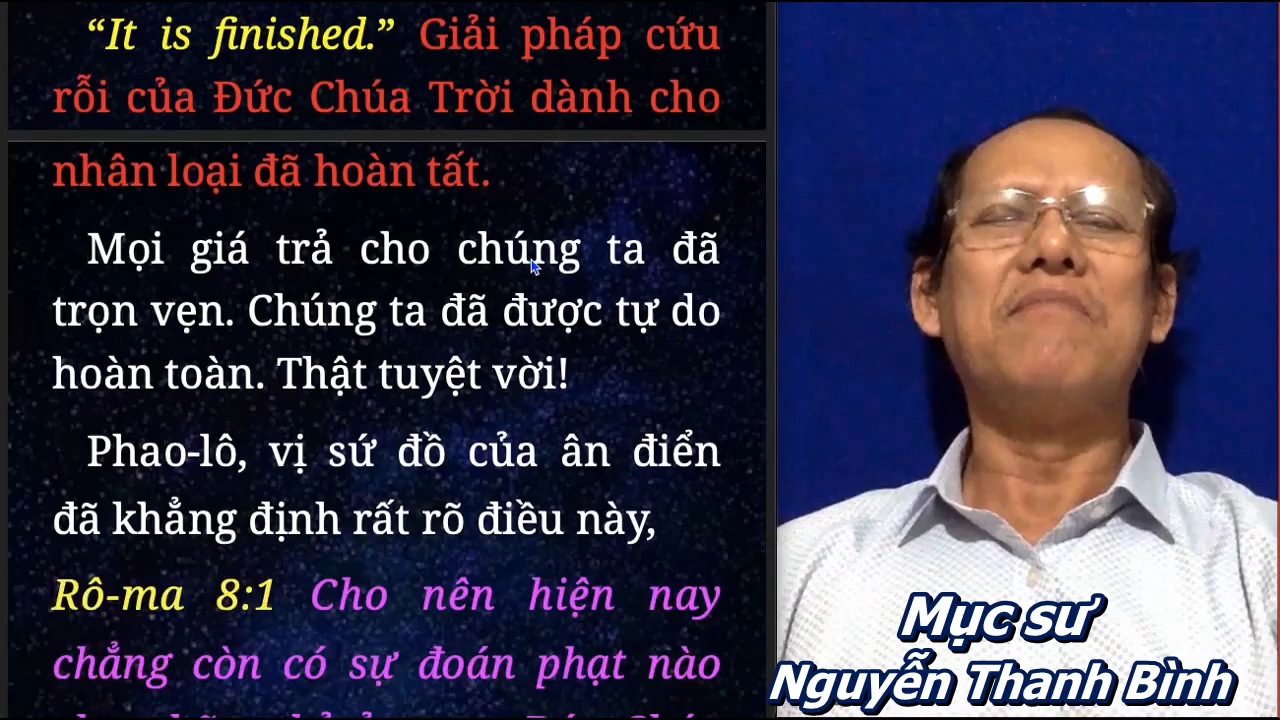 “It is finished.” Giải pháp cứu
rỗi của Đức Chúa Trời dành cho
nhân loại đã hoàn tất.
Mọi giá trả cho chúng ta đã
trọn vẹn. Chúng ta đã được tự do
hoàn toàn. Thật tuyệt vời!
Phao-lô, vị sứ đồ của ân điển
đã khẳng định rất rõ điều này,
Rô-ma 8:1 Cho nên hiện nay
chẳng còn có sự đoán phạt nào
Mục sư
Nguyễn Thanh Bình